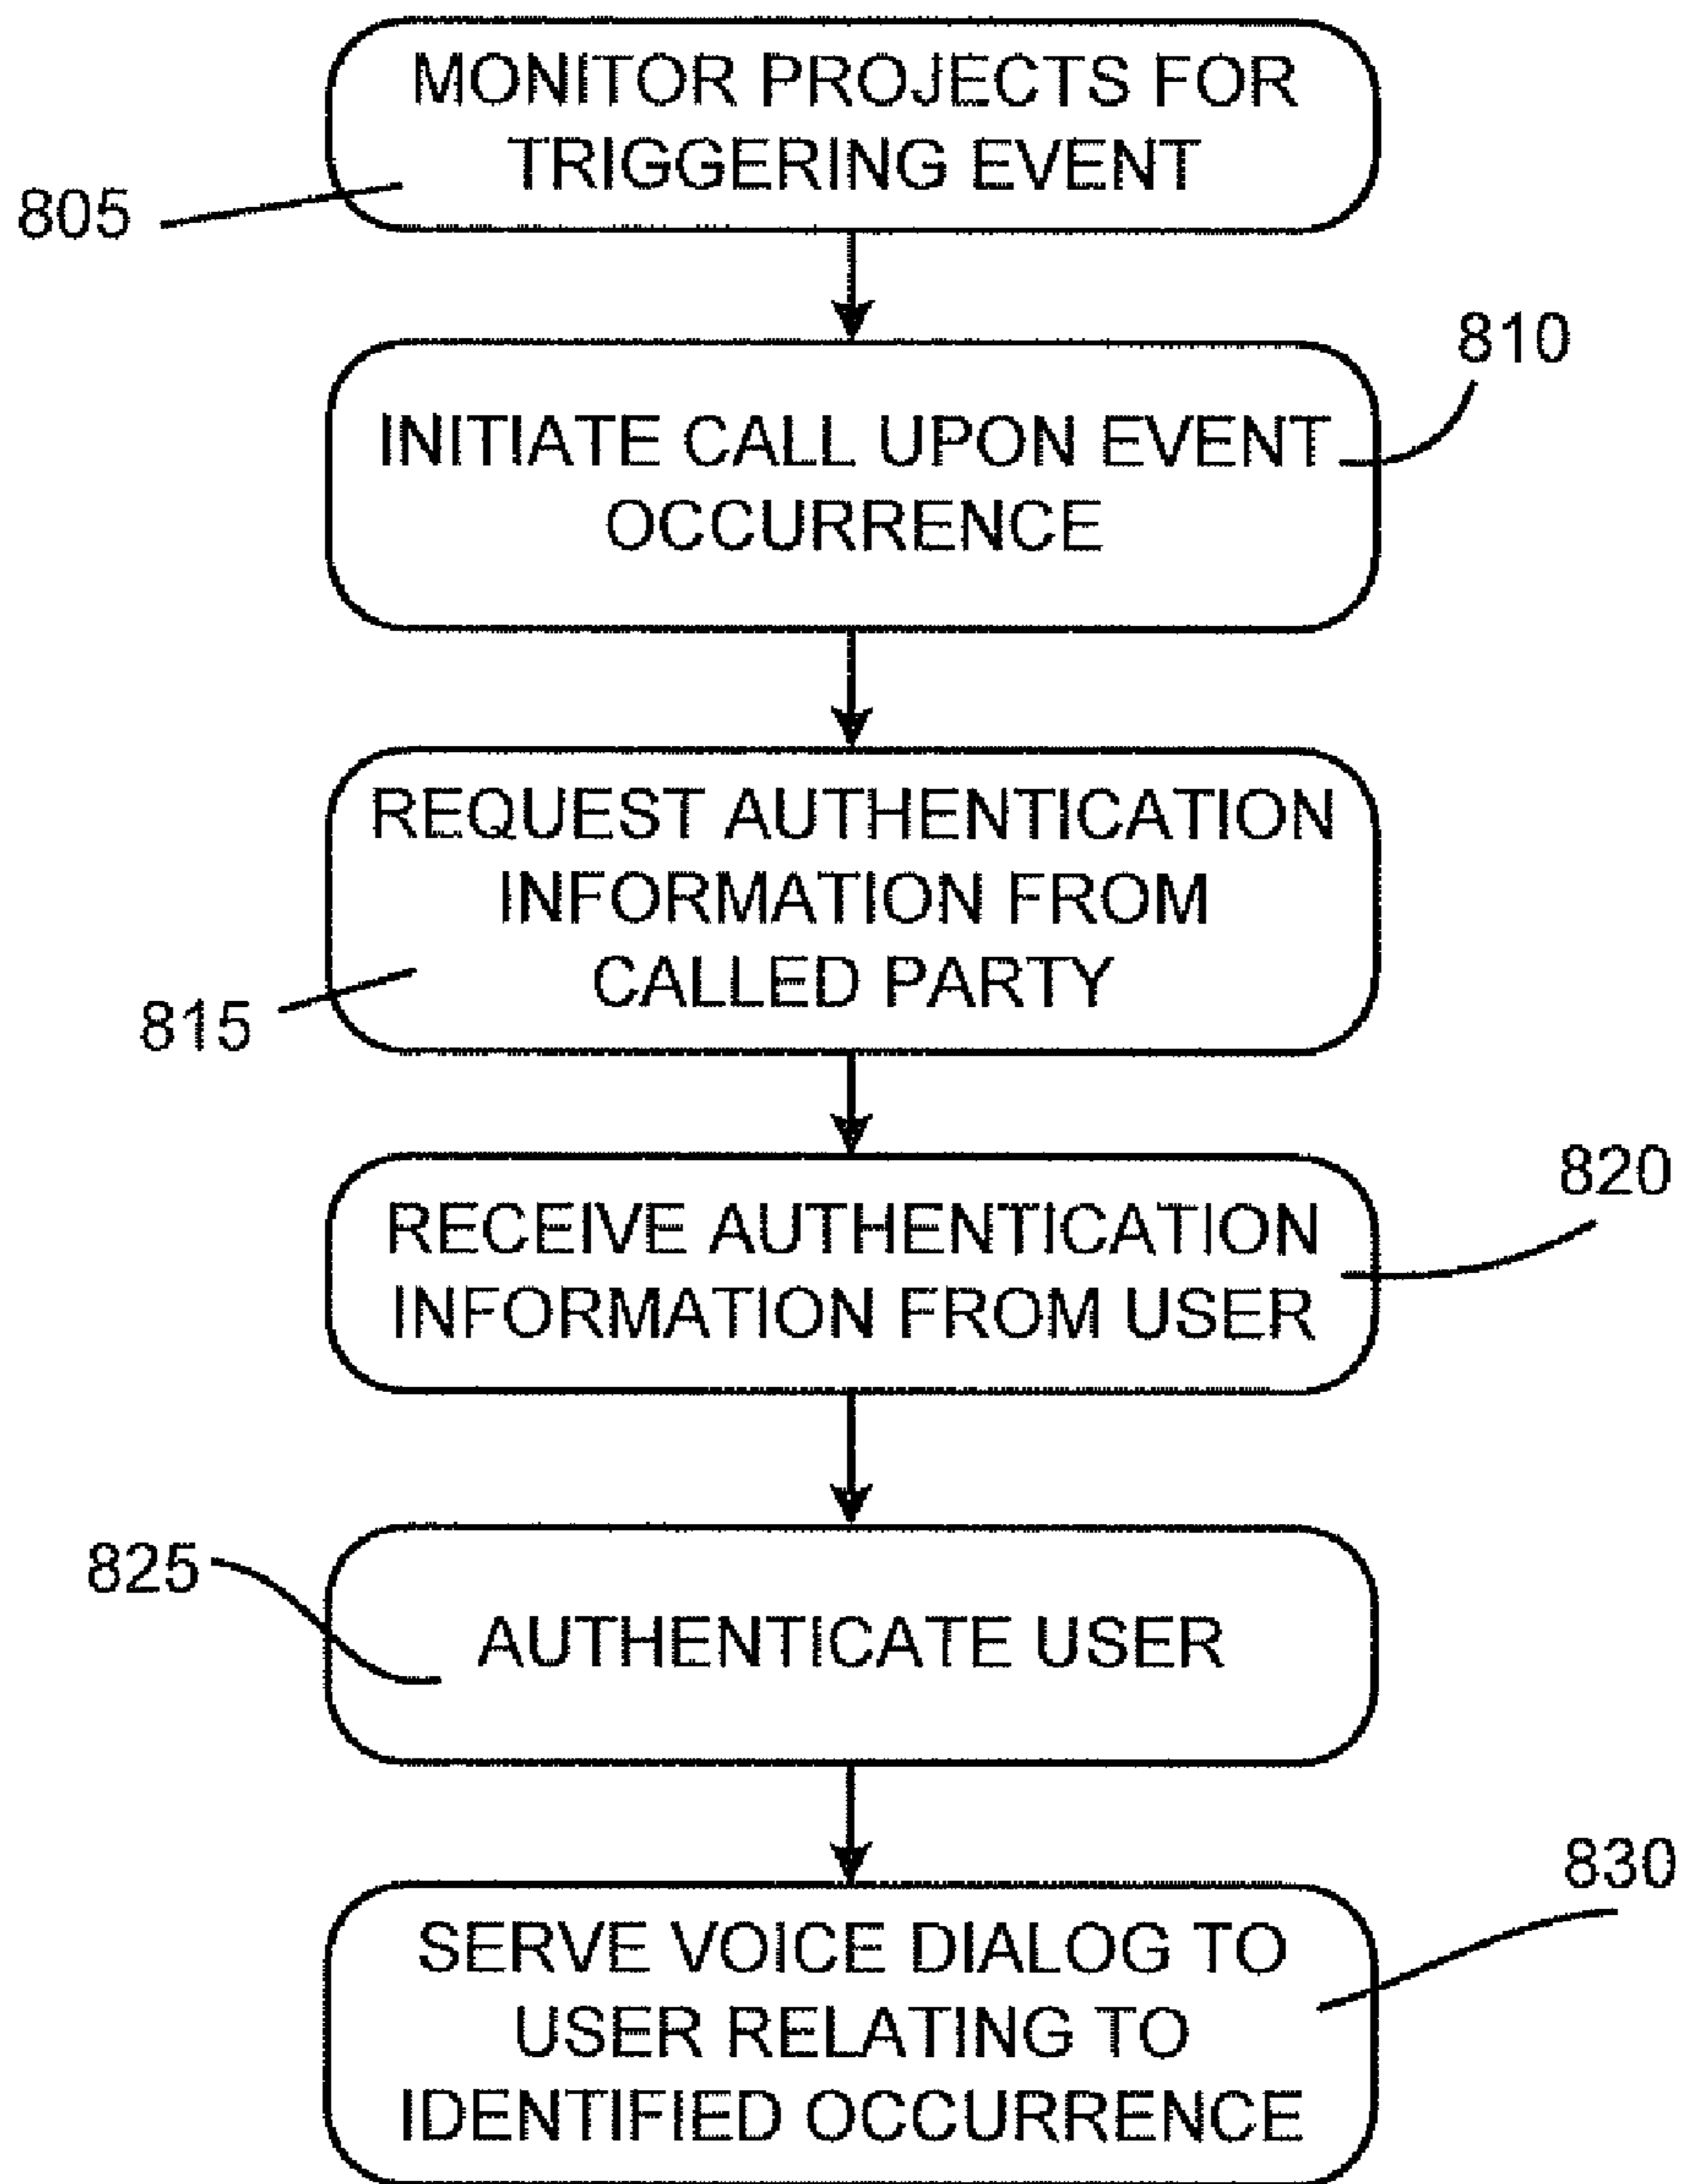 MONITOR PROJECTS FOR
TRIGGERING EVENT
805
810
INITIATE CALL UPON EVENT
OCCURRENCE
REQUEST AUTHENTICATION
INFORMATION FROM
CALLED PARTY
815
820
RECEIVE AUTHENTICATION
INFORMATION FROM USER
825
AUTHENTICATE USER
830
SERVE VOICE DIALOG TO
USER RELATING TO
IDENTIFIED OCCURRENCE